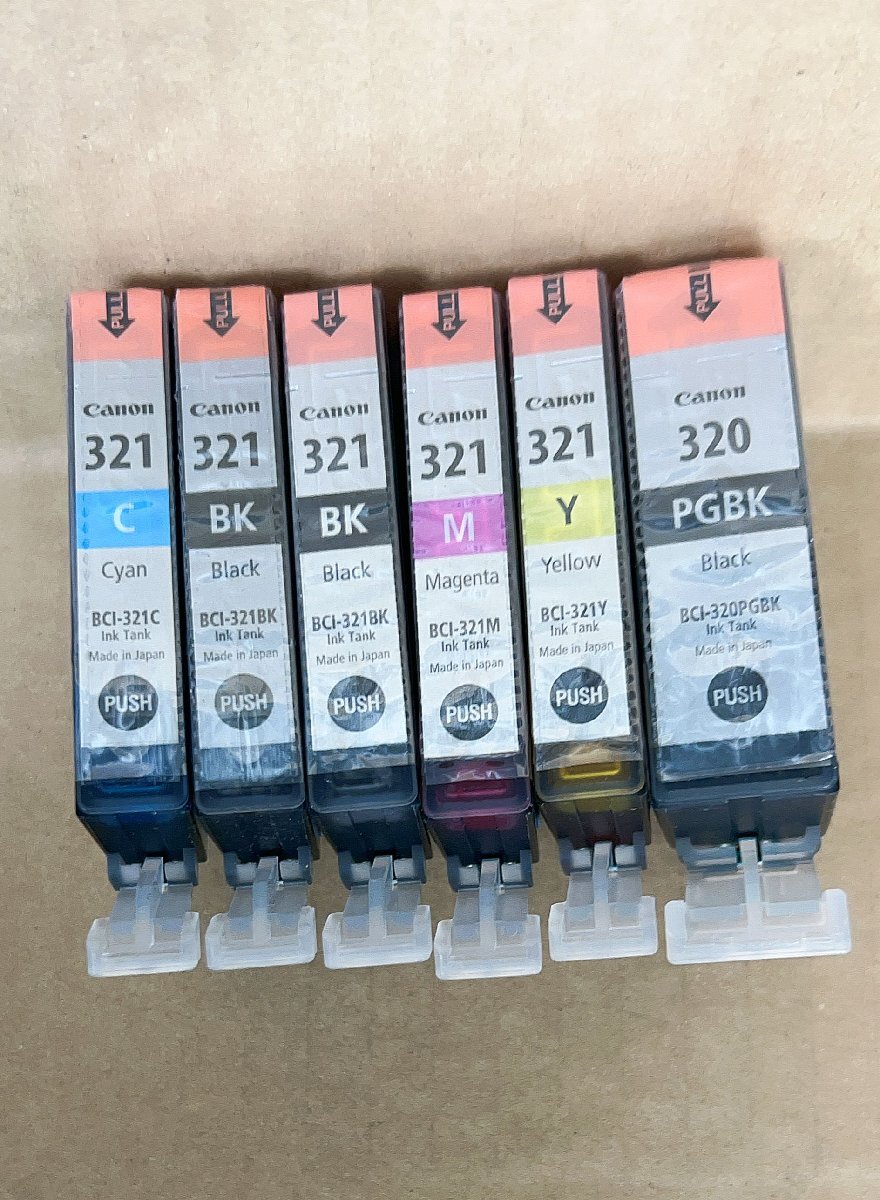 PULL
Canon
321
C
Cyan
BCI-321C
Ink Tank
Made in Japan
PUSH
PULL
Canon
321
BK
Black
BCI-321BK
Ink Tank
Made in Japan
PUSH
PULL
Canon
321
BK
Black
BCI-321BK
Ink Tank
Made in Japan
PUSH
PULL
Canon
321
M
Magenta
BCI-321M
Ink Tank
Made in Japan
PUSH
PULL
Canon
321
Y
Yellow
BCI-321Y
Ink Tank
Made in Japan
PUSH
PULL
Canon
320
PGBK
Black
BCI-320PGBK
Ink Tank
Made in Japan
PUSH